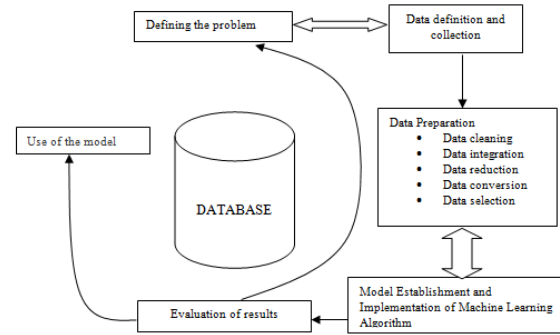 Defining the problem
Data definition and
collection
Data Preparation
• Data cleaning
• Data integration
• Data reduction
• Data conversion
• Data selection
Use of the model
DATABASE
Model Establishment and
Implementation of Machine Learning
Algorithm
Evaluation of results